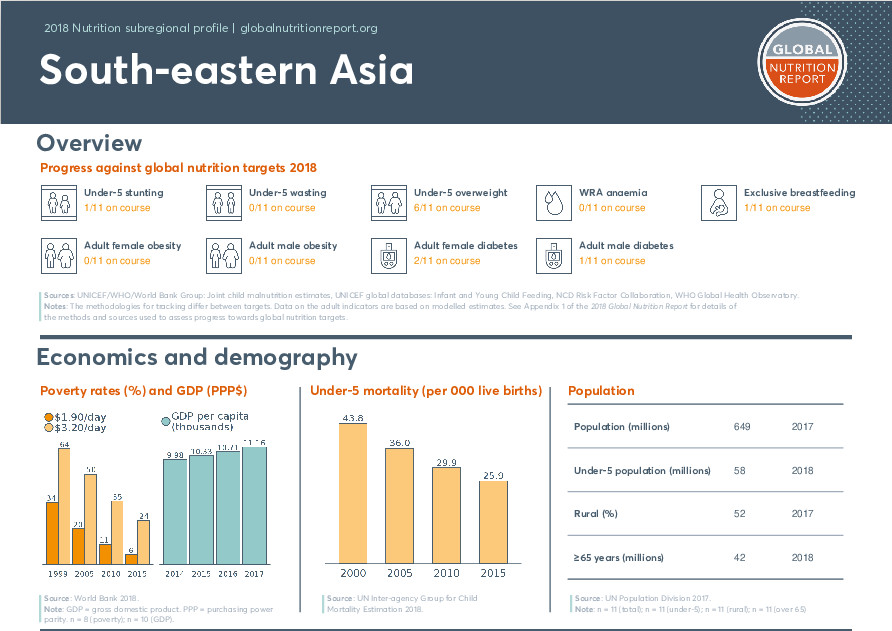 2018 Nutrition subregional profile | globalnutritionreport.org
South-eastern Asia
GLOBAL
NUTRITION
REPORT
Overview
Progress against global nutrition targets 2018
Under-5 stunting
1/11 on course
Under-5 wasting
0/11 on course
Under-5 overweight
6/11 on course
WRA anaemia
0/11 on course
Exclusive breastfeeding
1/11 on course
Adult female obesity
0/11 on course
Adult male obesity
0/11 on course
Adult female diabetes
2/11 on course
Adult male diabetes
1/11 on course
Sources: UNICEF/WHO/World Bank Group: Joint child malnutrition estimates, UNICEF global databases: Infant and Young Child Feeding, NCD Risk Factor Collaboration, WHO Global Health Observatory.
Notes: The methodologies for tracking differ between targets. Data on the adult indicators are based on modelled estimates. See Appendix 1 of the 2018 Global Nutrition Report for details of
the methods and sources used to assess progress towards global nutrition targets.
Economics and demography
Poverty rates (%) and GDP (PPP$)
$1.90/day
$3.20/day
GDP per capita
(thousands)
64
50
35
24
34
20
11
6
1999 2005 2010 2015
9.98 10.33 10.71 11.16
2014 2015 2016 2017
Source: World Bank 2018.
Note: GDP = gross domestic product. PPP = purchasing power
parity. n = 8 (poverty); n = 10 (GDP).
Under-5 mortality (per 000 live births)
43.8
36.0
29.9
25.9
2000 2005 2010 2015
Source: UN Inter-agency Group for Child
Mortality Estimation 2018.
Population
Population (millions) 649 2017
Under-5 population (millions) 58 2018
Rural (%) 52 2017
≥65 years (millions) 42 2018
Source: UN Population Division 2017.
Note: n = 11 (total); n = 11 (under-5); n = 11 (rural); n = 11 (over 65)